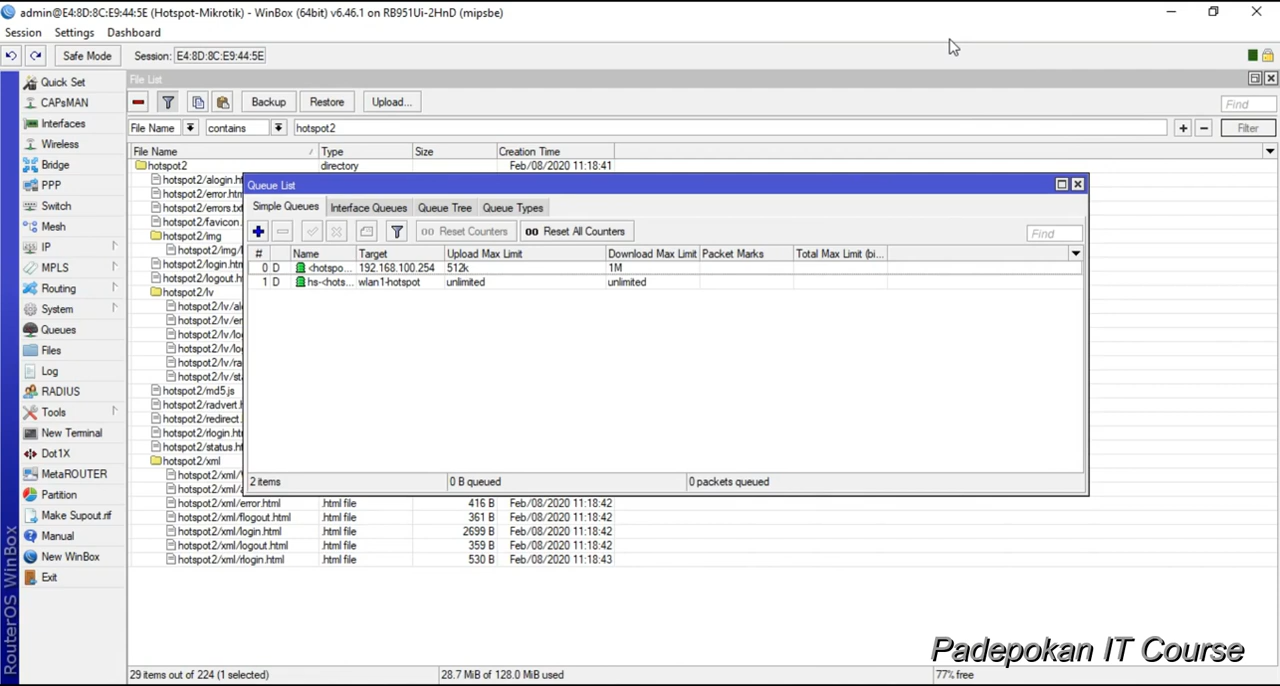 admin@E4:8D:8C:E9:44:5E (Hotspot-Mikrotik) - WinBox (64bit) v6.46.1 on RB951Ui-2HnD (mipsbe)
Session Settings Dashboard
Safe Mode Session: E4:8D:8C:E9:44:5E
File List
Backup Restore Upload... Find
File Name contains hotspot2 Filter
File Name Type Size Creation Time
hotspot2 directory Feb/08/2020 11:18:41
hotspot2/alogin.h
hotspot2/error.htm
hotspot2/errors.txt
hotspot2/favicon.
hotspot2/img
hotspot2/img/
hotspot2/login.htm
hotspot2/logout.h
hotspot2/lv
hotspot2/lv/al
hotspot2/lv/er
hotspot2/lv/lo
hotspot2/lv/lo
hotspot2/lv/ra
hotspot2/lv/st
hotspot2/md5.js
hotspot2/radvert.h
hotspot2/redirect.
hotspot2/rlogin.htm
hotspot2/status.h
hotspot2/xml
hotspot2/xml/
hotspot2/xml/a
hotspot2/xml/error.html .html file 416 B Feb/08/2020 11:18:42
hotspot2/xml/flogout.html .html file 361 B Feb/08/2020 11:18:42
hotspot2/xml/login.html .html file 2699 B Feb/08/2020 11:18:42
hotspot2/xml/logout.html .html file 359 B Feb/08/2020 11:18:42
hotspot2/xml/rlogin.html .html file 530 B Feb/08/2020 11:18:43
29 items out of 224 (1 selected) 28.7 MiB of 128.0 MiB used 77% free
Quick Set
CAPsMAN
Interfaces
Wireless
Bridge
PPP
Switch
Mesh
IP
MPLS
Routing
System
Queues
Files
Log
RADIUS
Tools
New Terminal
Dot1X
MetaROUTER
Partition
Make Supout.rif
Manual
New WinBox
Exit
RouterOS WinBox
Queue List
Simple Queues Interface Queues Queue Tree Queue Types
00 Reset Counters 00 Reset All Counters Find
# Name Target Upload Max Limit Download Max Limit Packet Marks Total Max Limit (bi...
0 D <hotspo... 192.168.100.254 512k 1M
1 D hs-<hots... wlan1-hotspot unlimited unlimited
2 items 0 B queued 0 packets queued
Padepokan IT Course